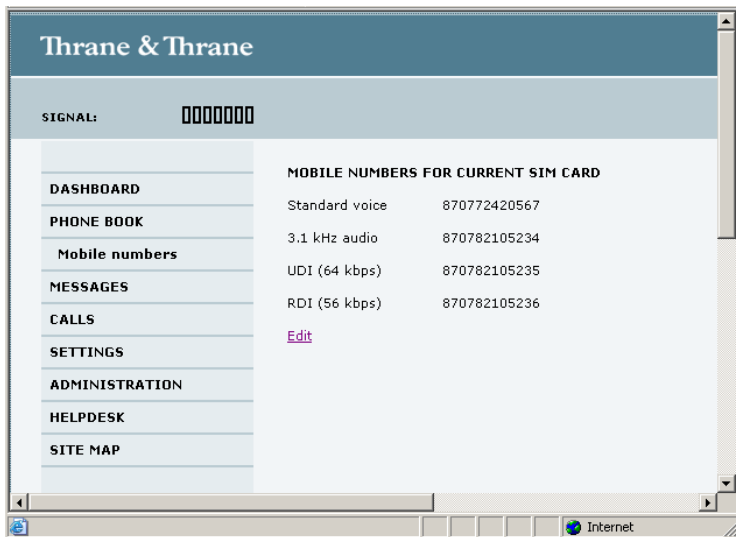 Thrane & Thrane
SIGNAL:
DASHBOARD
PHONE BOOK
Mobile numbers
MESSAGES
CALLS
SETTINGS
ADMINISTRATION
HELPDESK
SITE MAP
MOBILE NUMBERS FOR CURRENT SIM CARD
Standard voice 870772420567
3.1 kHz audio 870782105234
UDI (64 kbps) 870782105235
RDI (56 kbps) 870782105236
Edit
Internet